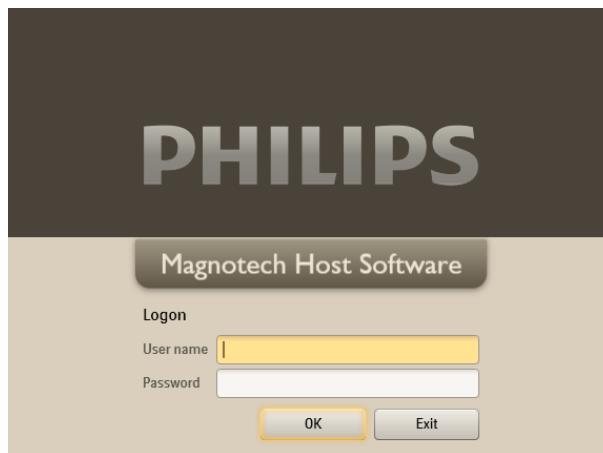 PHILIPS
Magnotech Host Software
Logon
User name
Password
OK Exit